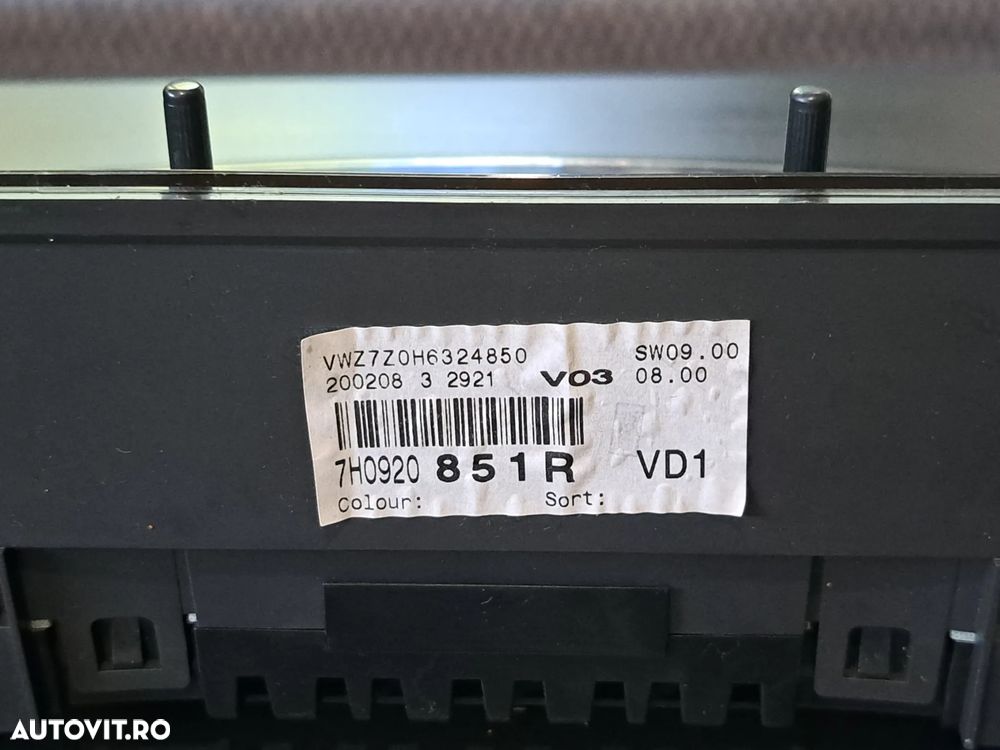 VWZ7Z0H6324850 SW09.00
200208 3 2921 V03 08.00
7H0920 851R VD1
Colour: Sort:
AUTOVIT.RO